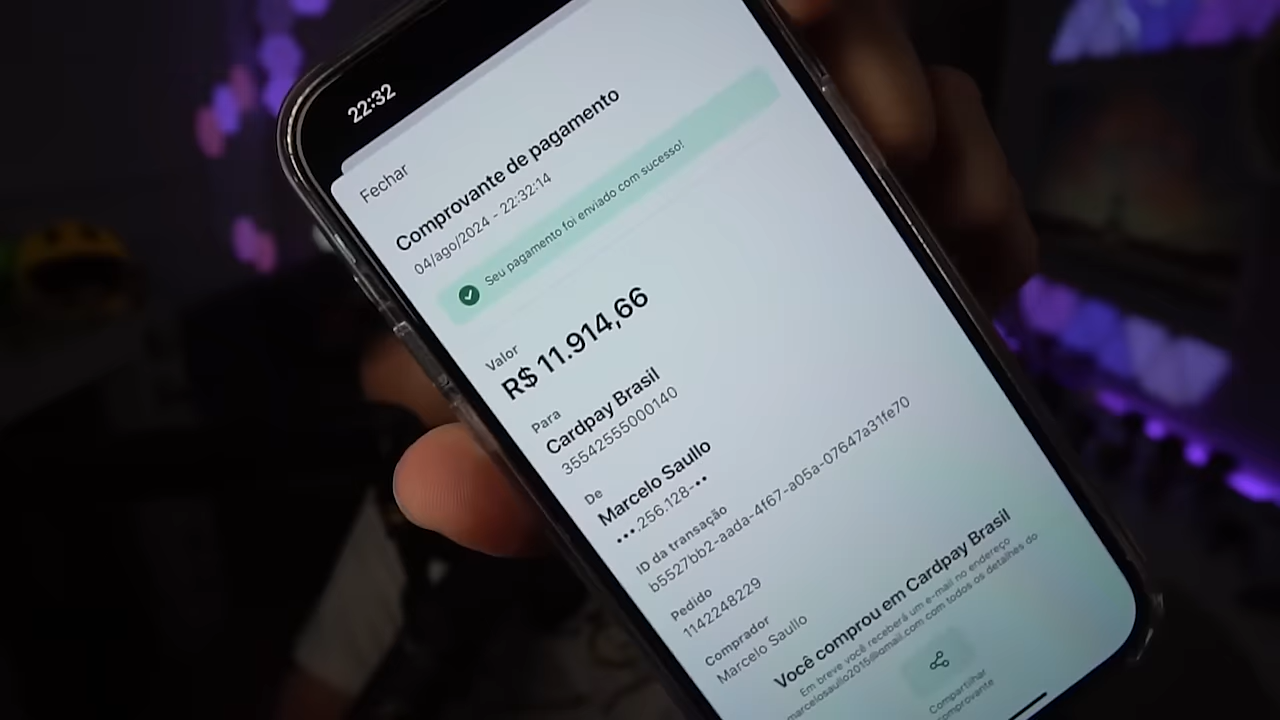 22:32
Fechar
Comprovante de pagamento
04/ago/2024 - 22:32:14
Seu pagamento foi enviado com sucesso!
Valor
R$ 11.914,66
Para
Cardpay Brasil
35542555000140
De
Marcelo Saullo
•••.256.128-••
ID da transação
b5527bb2-aada-4f67-a05a-07647a31fe70
Pedido
1142248229
Comprador
Marcelo Saullo
Você comprou em Cardpay Brasil
Em breve você receberá um e-mail no endereço
marcelosaullo2015@gmail.com com todos os detalhes do
Compartilhar
comprovante